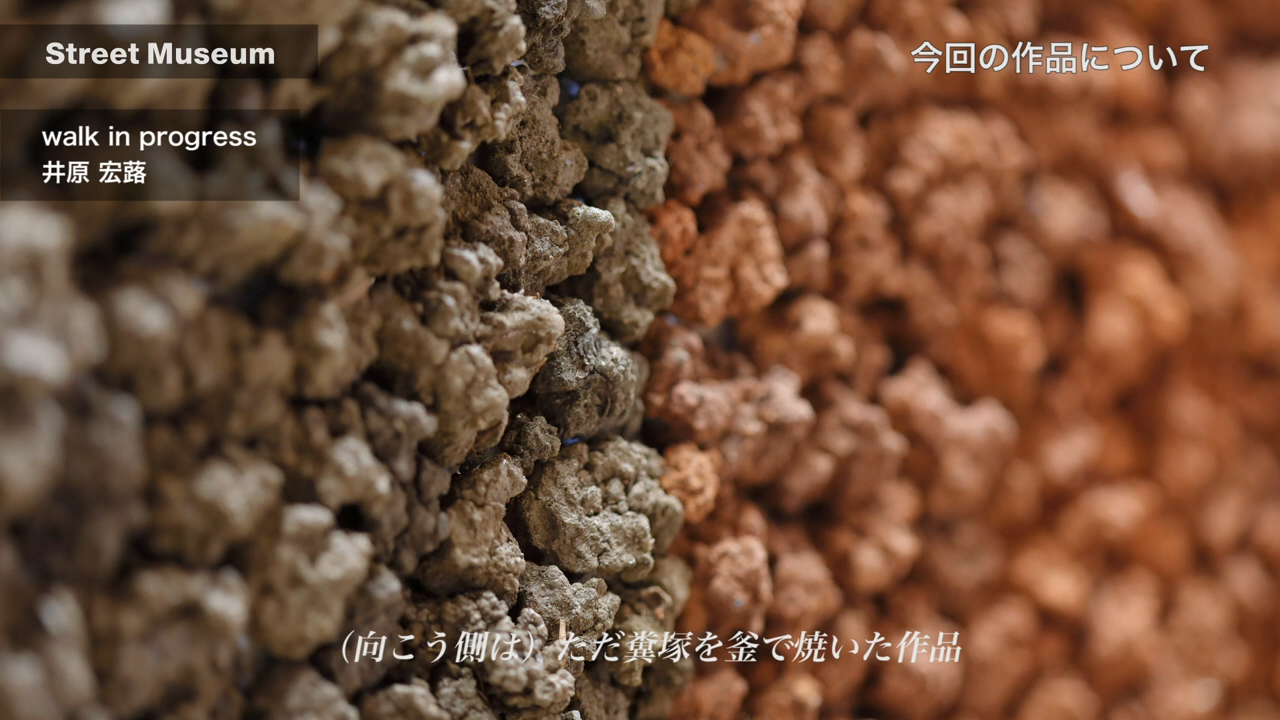 Street Museum
今回の作品について
walk in progress
井原 宏蕗
（向こう側は）ただ糞塚を釜で焼いた作品